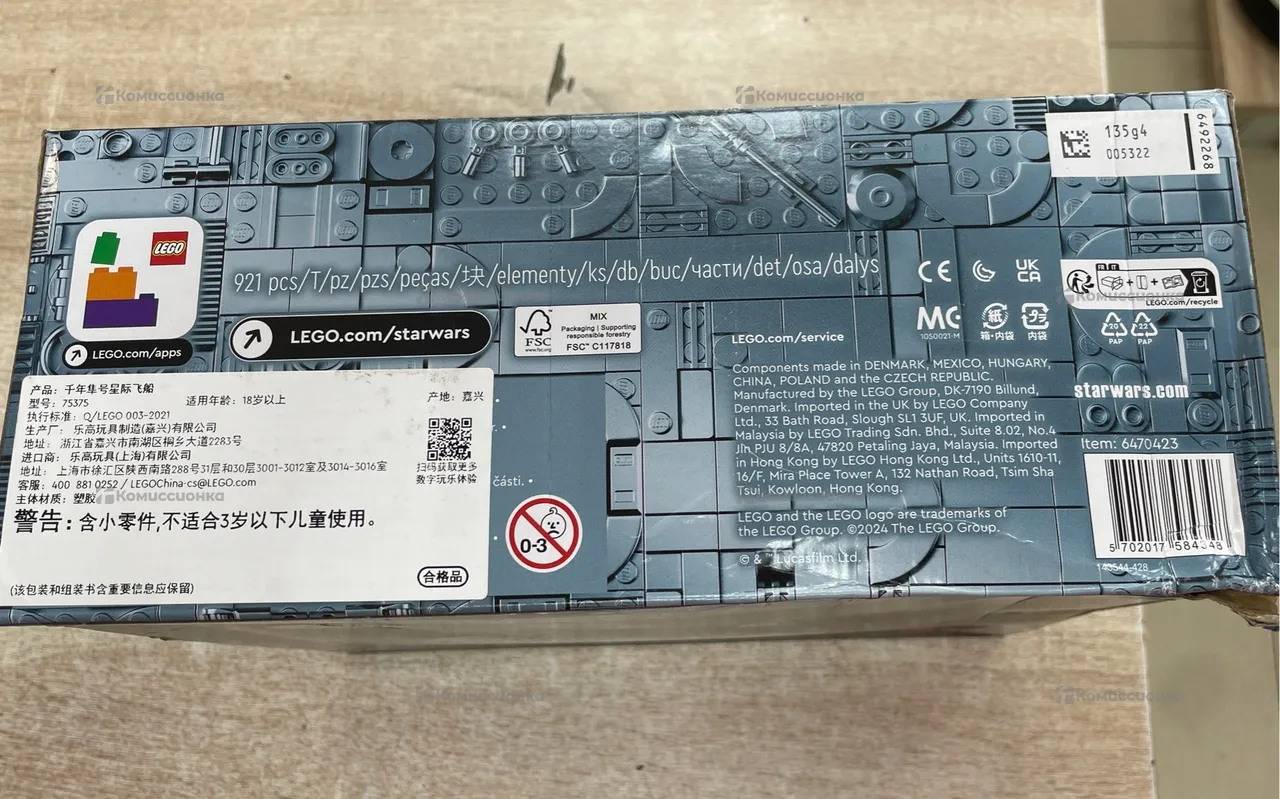 Комиссионка
Комиссионка
135g4
005322
6492268
LEGO
921 pcs/T/pz/pzs/peças/块/elementy/ks/db/buc/части/det/osa/dalys
CE
UK
CA
LEGO.com/apps
LEGO.com/starwars
FSC
www.fsc.org
MIX
Packaging | Supporting
responsible forestry
FSC™ C117818
1050021-M
紙
箱・内袋
内袋
FR
IT
LEGO.com/recycle
20
PAP
22
PAP
starwars.com
LEGO.com/service
Components made in DENMARK, MEXICO, HUNGARY,
CHINA, POLAND and the CZECH REPUBLIC.
Manufactured by the LEGO Group, DK-7190 Billund,
Denmark. Imported in the UK by LEGO Company
Ltd., 33 Bath Road, Slough SL1 3UF, UK. Imported in
Malaysia by LEGO Trading Sdn. Bhd., Suite 8.02, No.4
Jln PJU 8/8A, 47820 Petaling Jaya, Malaysia. Imported
in Hong Kong by LEGO Hong Kong Ltd., Units 1610-11,
16/F, Mira Place Tower A, 132 Nathan Road, Tsim Sha
Tsui, Kowloon, Hong Kong.
LEGO and the LEGO logo are trademarks of
the LEGO Group. ©2024 The LEGO Group.
© & ™ Lucasfilm Ltd.
Item: 6470423
5 702017 584348
143544-428
产品: 千年隼号星际飞船
型号: 75375
适用年龄: 18岁以上
产地: 嘉兴
执行标准: Q/LEGO 003-2021
生产厂: 乐高玩具制造(嘉兴)有限公司
地址: 浙江省嘉兴市南湖区桐乡大道2283号
进口商: 乐高玩具(上海)有限公司
地址: 上海市徐汇区陕西南路288号31层和30层3001-3012室及3014-3016室
客服: 400 881 0252 / LEGOChina-cs@LEGO.com
主体材质: 塑胶
扫码获取更多
数字玩乐体验
警告: 含小零件,不适合3岁以下儿童使用。
合格品
(该包装和组装书含重要信息应保留)
části. •
0-3
Комиссионка
Комиссионка
Комиссионка
Комиссионка